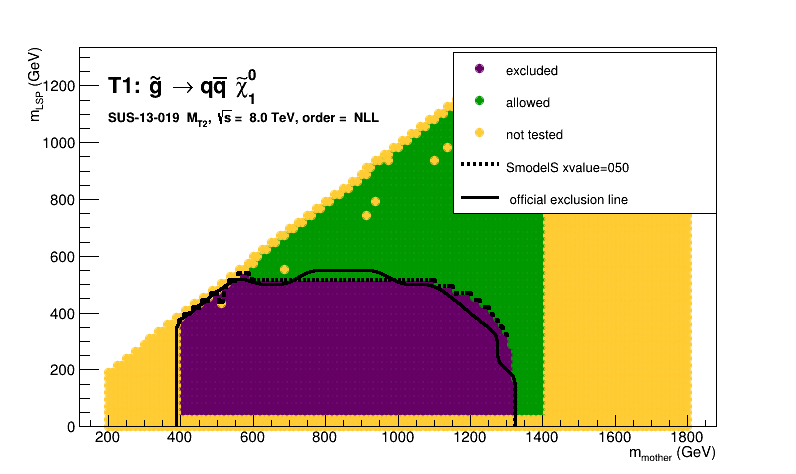 m_LSP (GeV)
T1: g̃ → qq̅ χ̃⁰₁
SUS-13-019 M_T2, √s = 8.0 TeV, order = NLL
excluded
allowed
not tested
SmodelS xvalue=050
official exclusion line
1200
1000
800
600
400
200
0
200 400 600 800 1000 1200 1400 1600 1800
m_mother (GeV)